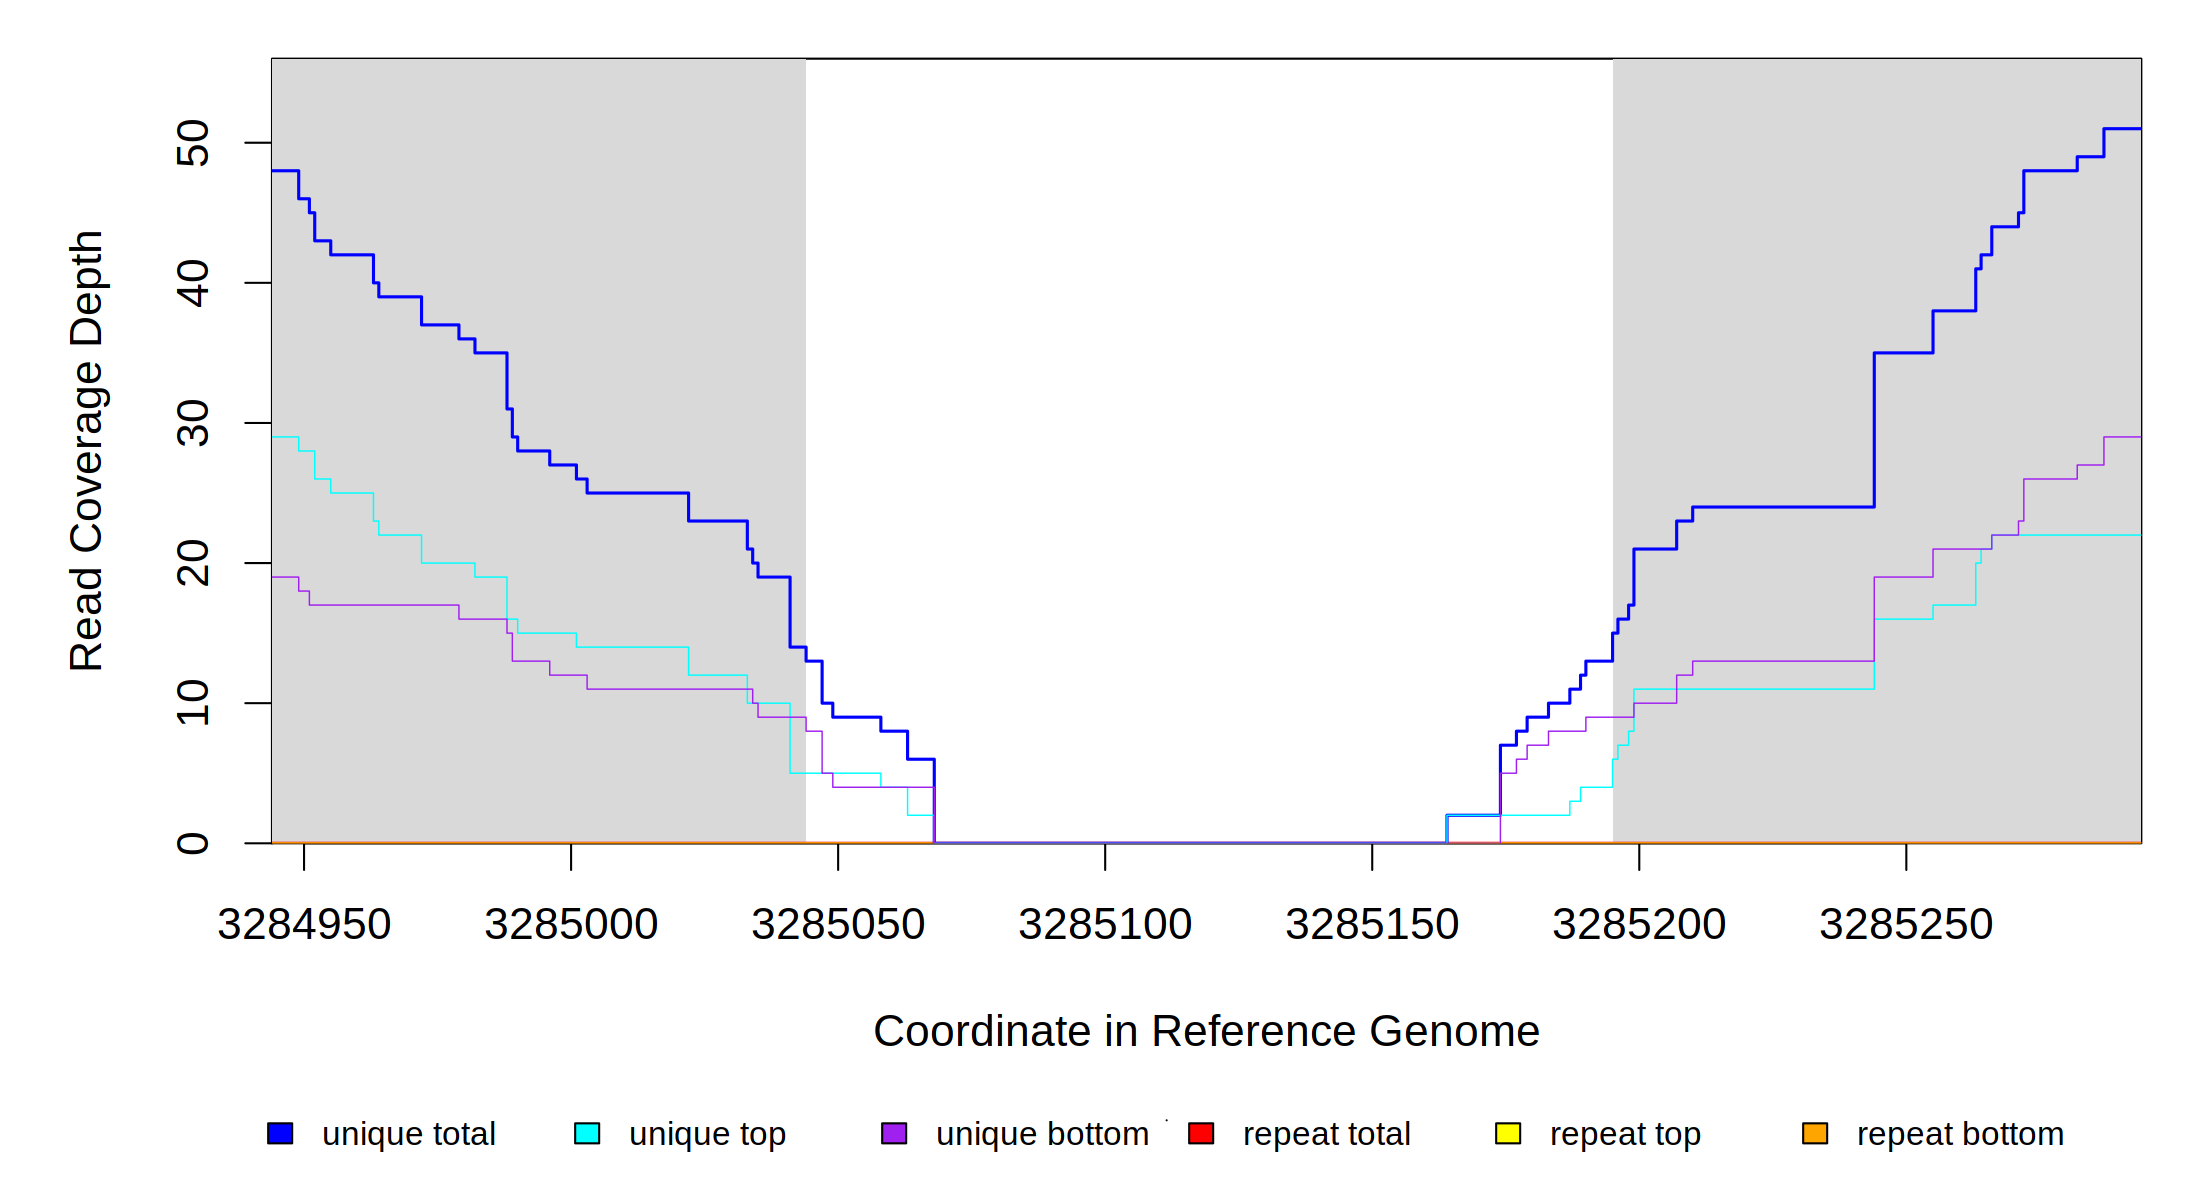 Read Coverage Depth
50
40
30
20
10
0
3284950 3285000 3285050 3285100 3285150 3285200 3285250
Coordinate in Reference Genome
unique total unique top unique bottom repeat total repeat top repeat bottom